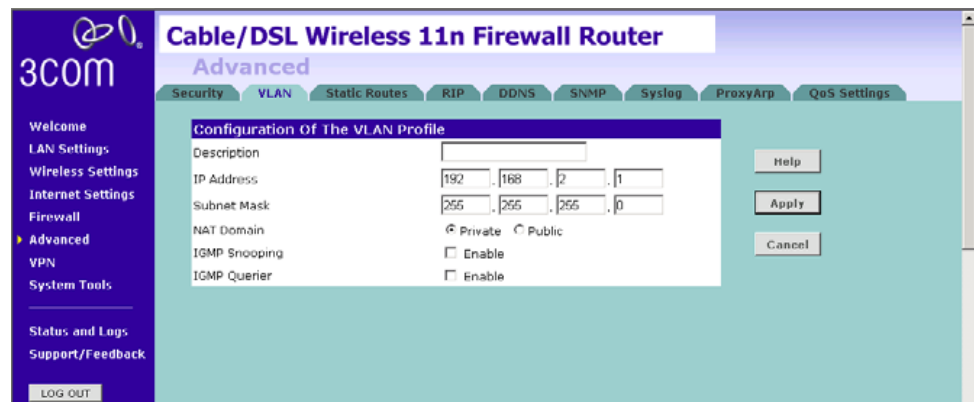 3COM
Cable/DSL Wireless 11n Firewall Router
Advanced
Security VLAN Static Routes RIP DDNS SNMP Syslog ProxyArp QoS Settings
Welcome
LAN Settings
Wireless Settings
Internet Settings
Firewall
Advanced
VPN
System Tools
Status and Logs
Support/Feedback
LOG OUT
Configuration Of The VLAN Profile
Description
IP Address 192 . 168 . 2 . 1
Subnet Mask 255 . 255 . 255 . 0
NAT Domain Private Public
IGMP Snooping Enable
IGMP Querier Enable
Help
Apply
Cancel